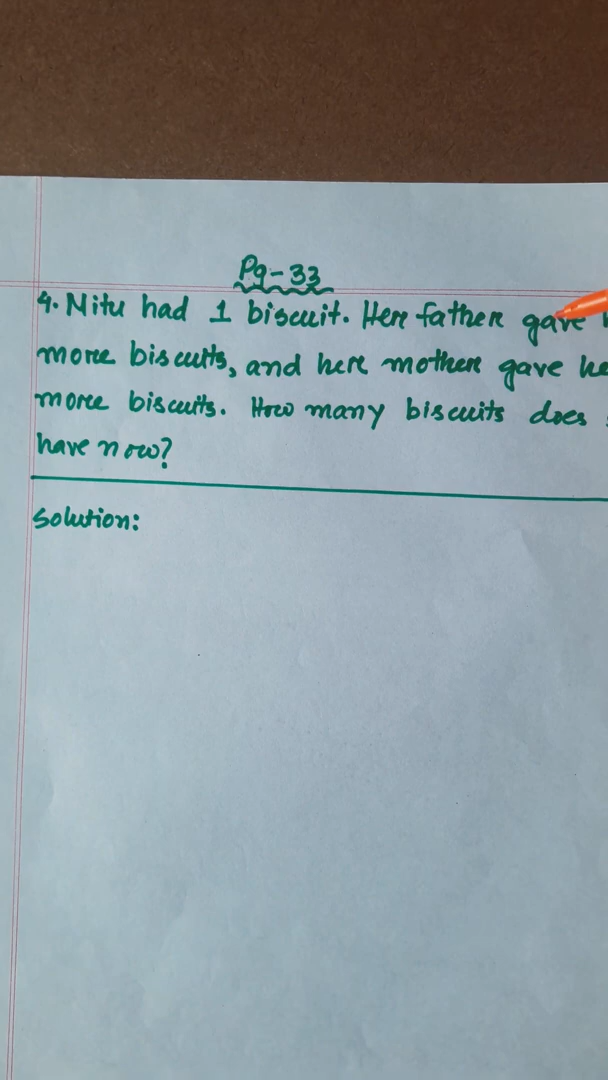 Pg-33
4. Nitu had 1 biscuit. Her father gave
more biscuits, and here mother gave he
more biscuits. How many biscuits does
have now?
Solution: